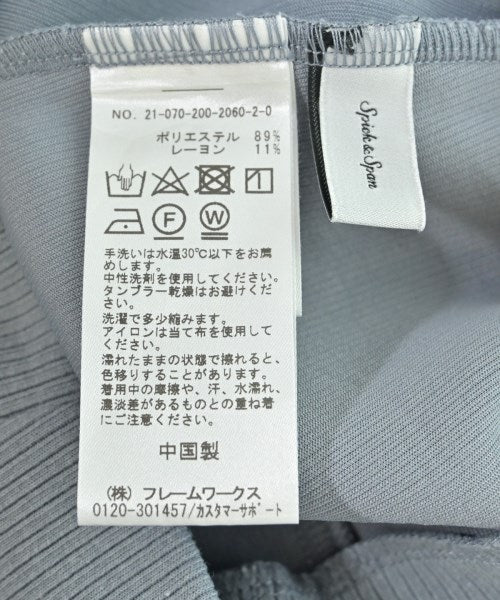 NO. 21-070-200-2060-2-0
ポリエステル 89%
レーヨン 11%
F W
手洗いは水温30℃以下をお薦
めします。
中性洗剤を使用してください。
タンブラー乾燥はお避けくだ
さい。
洗濯で多少縮みます。
アイロンは当て布を使用して
ください。
濡れたままの状態で擦れると、
色移りすることがあります。
着用中の摩擦や、汗、水濡れ、
濃淡差があるものとの重ね着
にご注意ください。
中国製
(株) フレームワークス
0120-301457/カスタマーサポート
Spick & Span